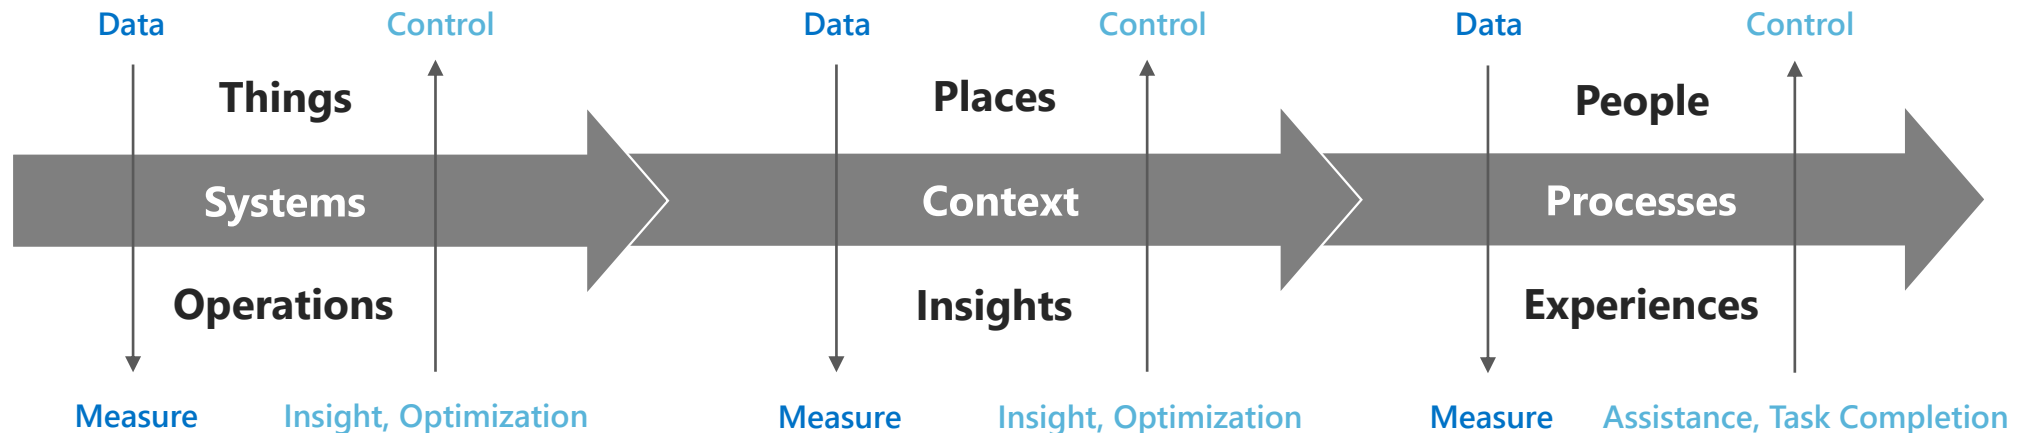 Data
Control
Data
Control
Data
Control
Things
Places
People
Systems
Context
Processes
Operations
Insights
Experiences
Measure
Insight, Optimization
Measure
Insight, Optimization
Measure
Assistance, Task Completion